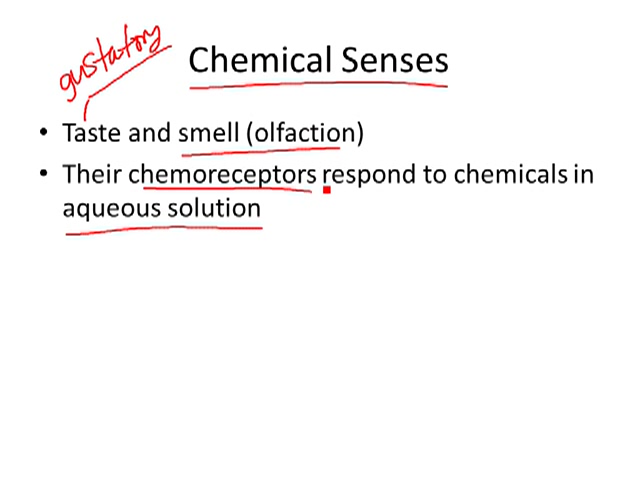 gustatory
Chemical Senses
• Taste and smell (olfaction)
• Their chemoreceptors respond to chemicals in
aqueous solution